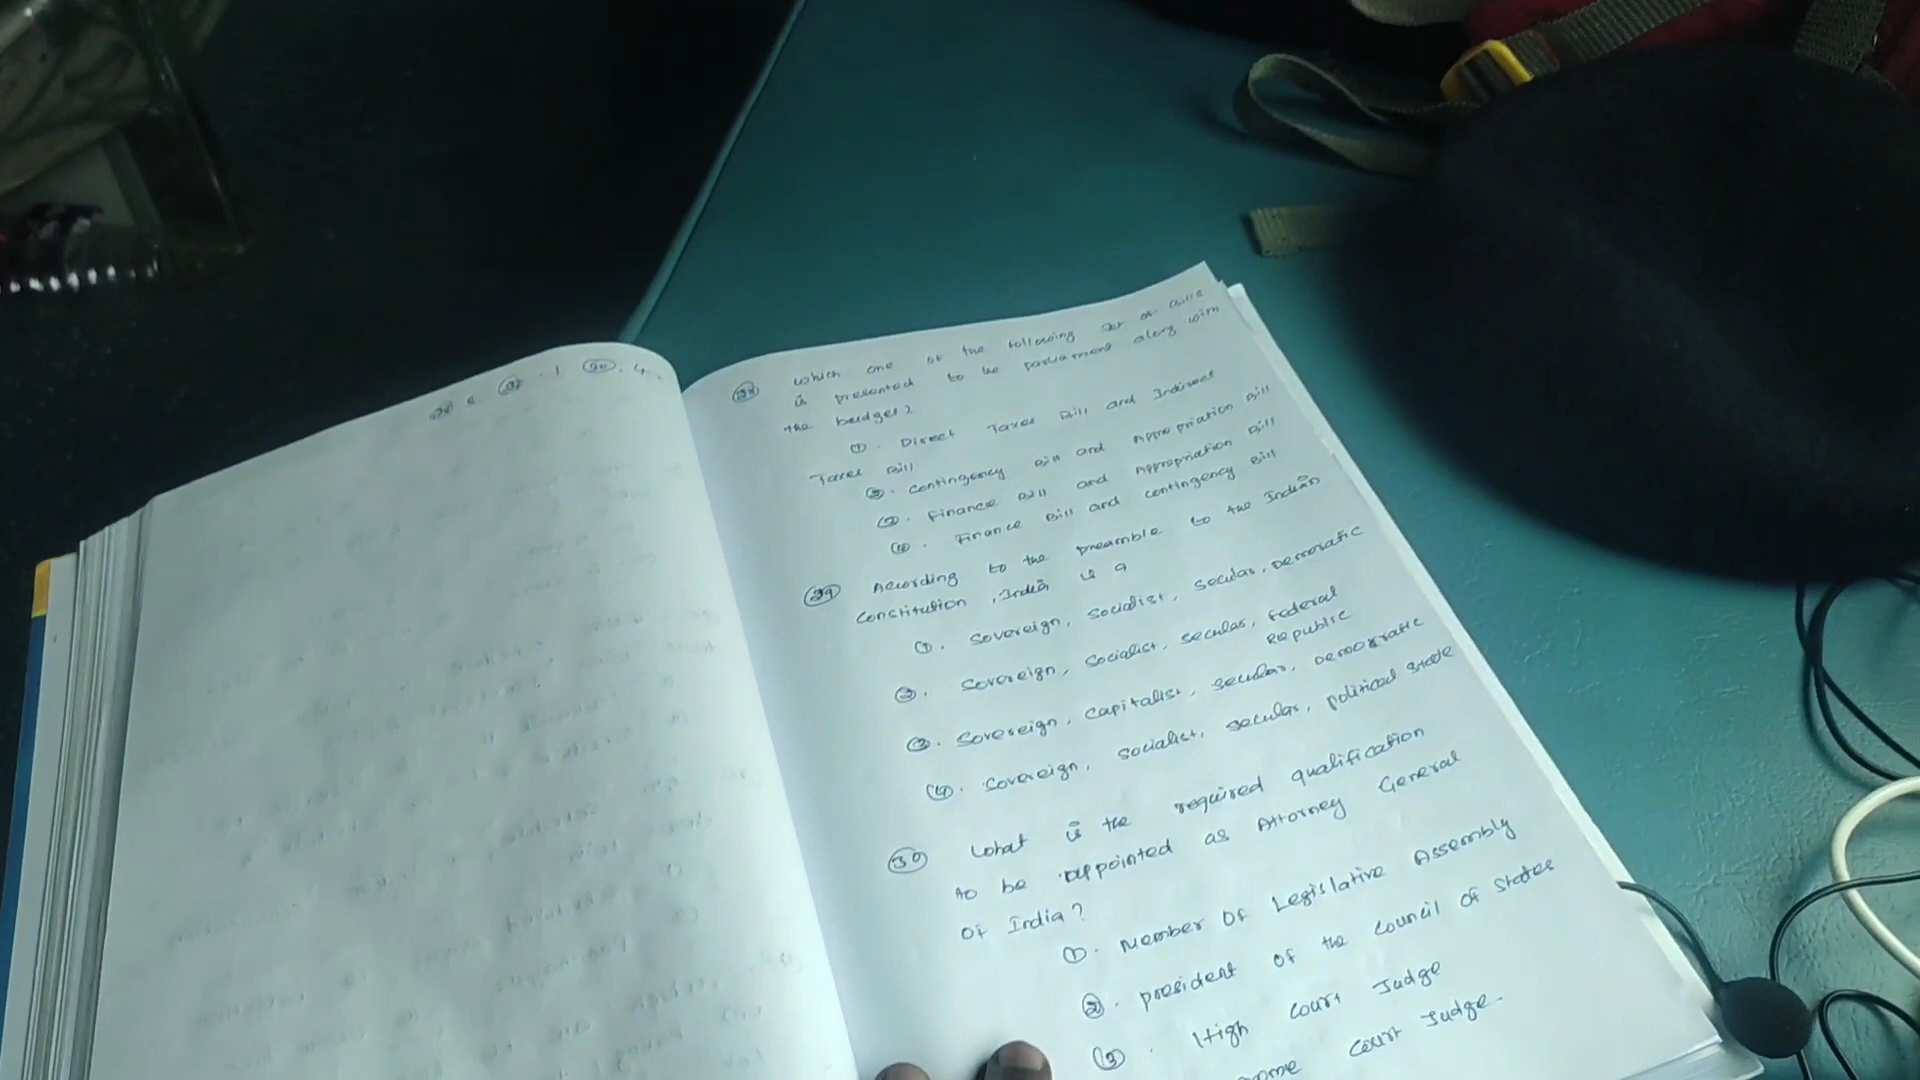 28 . 1 30 . 4
28 which one of the following set of Bills
is presented to the parliament along with
the budget?
1. Direct Taxes Bill and Indirect
Taxes Bill
2. Contingency Bill and Appropriation Bill
3. Finance Bill and Appropriation Bill
4. Finance Bill and contingency Bill
29 According to the preamble to the Indian
constitution, India is a
1. Sovereign, Socialist, Secular, Democratic
2. Sovereign, Socialist, Secular, Federal
Republic
3. Sovereign, Capitalist, Secular, Democratic
4. Sovereign, Socialist, Secular, political State
30 What is the required qualification
to be appointed as Attorney General
of India?
1. Member Of Legislative Assembly
2. president of the Council of States
3. High Court Judge
Court Judge.